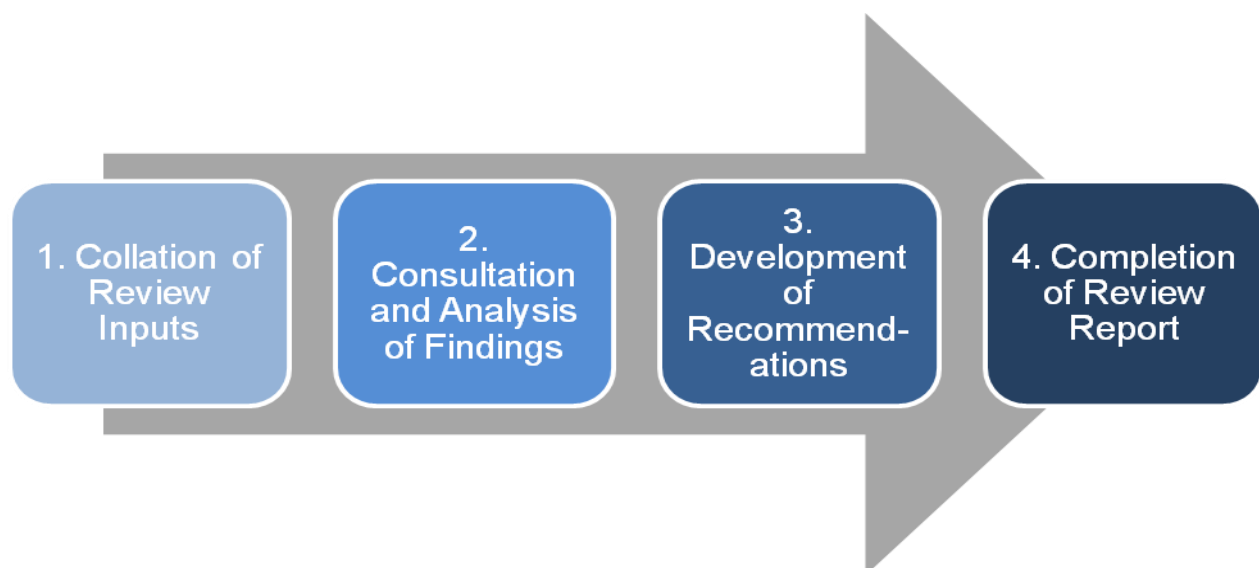 1. Collation of
Review
Inputs
2.
Consultation
and Analysis
of Findings
3.
Development
of
Recommend-
ations
4. Completion
of Review
Report